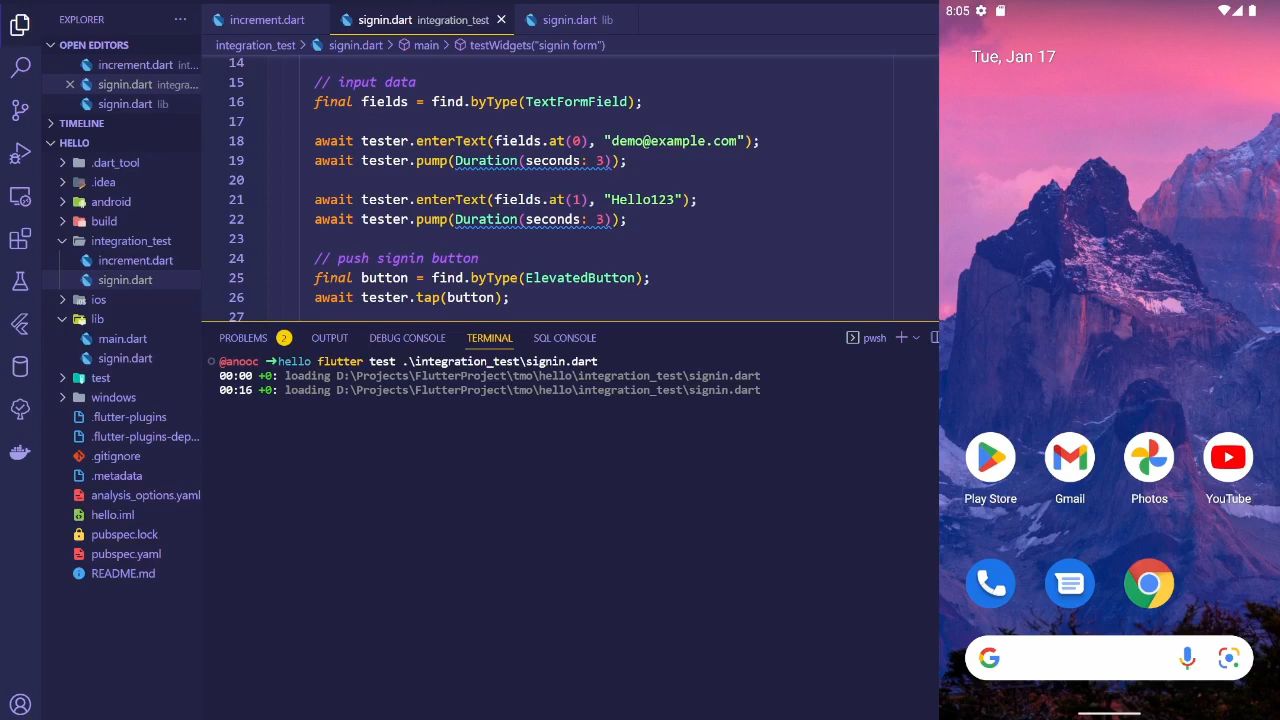 EXPLORER
OPEN EDITORS
increment.dart int...
signin.dart integra...
signin.dart lib
TIMELINE
HELLO
.dart_tool
.idea
android
build
integration_test
increment.dart
signin.dart
ios
lib
main.dart
signin.dart
test
windows
.flutter-plugins
.flutter-plugins-dep...
.gitignore
.metadata
analysis_options.yaml
hello.iml
pubspec.lock
pubspec.yaml
README.md
increment.dart
signin.dart integration_test
signin.dart lib
integration_test > signin.dart > main > testWidgets("signin form")
14
15 // input data
16 final fields = find.byType(TextFormField);
17
18 await tester.enterText(fields.at(0), "demo@example.com");
19 await tester.pump(Duration(seconds: 3));
20
21 await tester.enterText(fields.at(1), "Hello123");
22 await tester.pump(Duration(seconds: 3));
23
24 // push signin button
25 final button = find.byType(ElevatedButton);
26 await tester.tap(button);
27
PROBLEMS 2 OUTPUT DEBUG CONSOLE TERMINAL SQL CONSOLE
pwsh
@anooc →hello flutter test .\integration_test\signin.dart
00:00 +0: loading D:\Projects\FlutterProject\tmo\hello\integration_test\signin.dart
00:16 +0: loading D:\Projects\FlutterProject\tmo\hello\integration_test\signin.dart
8:05
Tue, Jan 17
Play Store
Gmail
Photos
YouTube